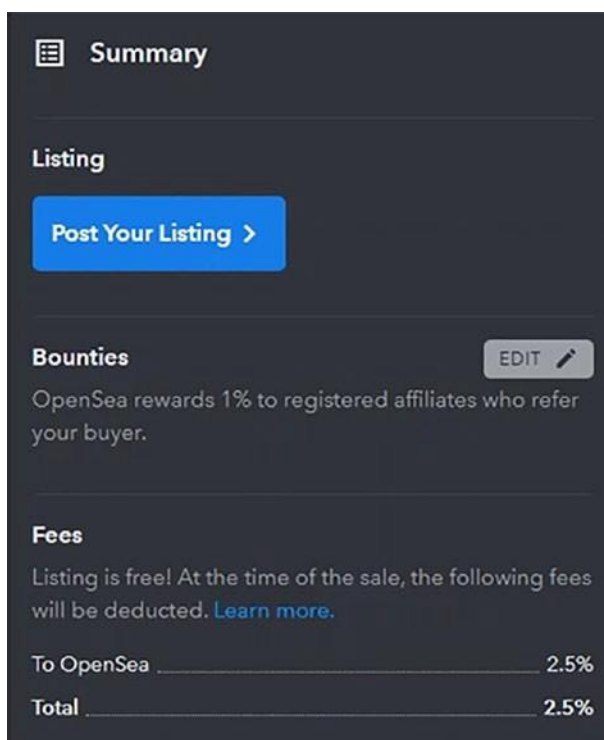 Summary
Listing
Post Your Listing >
Bounties
EDIT
OpenSea rewards 1% to registered affiliates who refer
your buyer.
Fees
Listing is free! At the time of the sale, the following fees
will be deducted. Learn more.
To OpenSea 2.5%
Total 2.5%